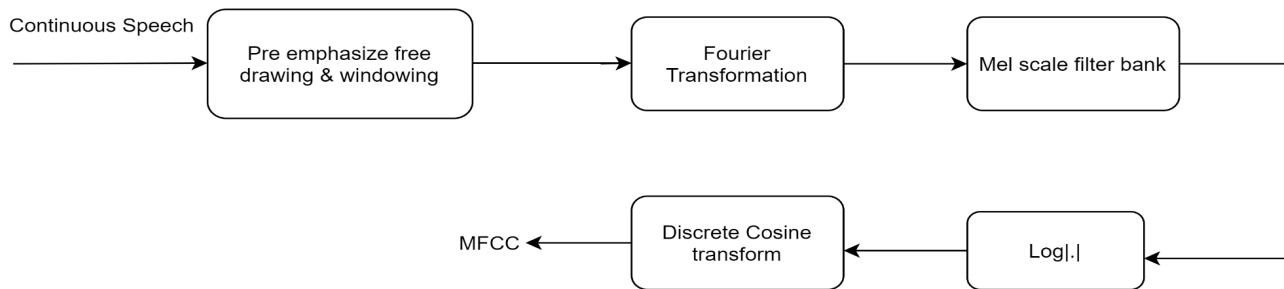 Continuous Speech
Pre emphasize free
drawing & windowing
Fourier
Transformation
Mel scale filter bank
Log|.|
Discrete Cosine
transform
MFCC